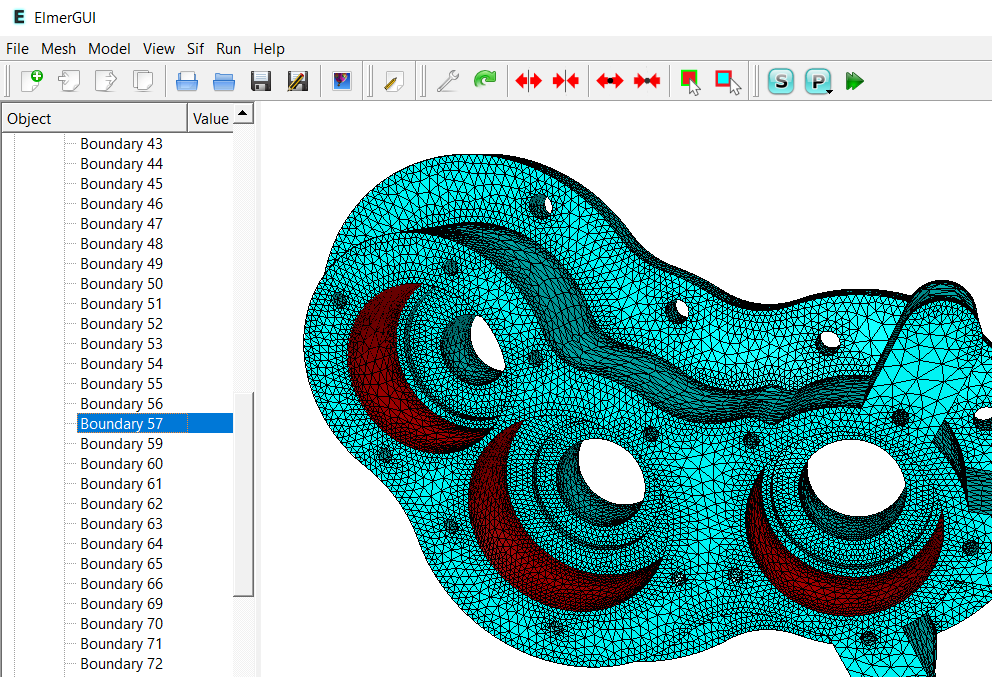 E ElmerGUI
File Mesh Model View Sif Run Help
S P
Object Value
Boundary 43
Boundary 44
Boundary 45
Boundary 46
Boundary 47
Boundary 48
Boundary 49
Boundary 50
Boundary 51
Boundary 52
Boundary 53
Boundary 54
Boundary 55
Boundary 56
Boundary 57
Boundary 59
Boundary 60
Boundary 61
Boundary 62
Boundary 63
Boundary 64
Boundary 65
Boundary 66
Boundary 69
Boundary 70
Boundary 71
Boundary 72